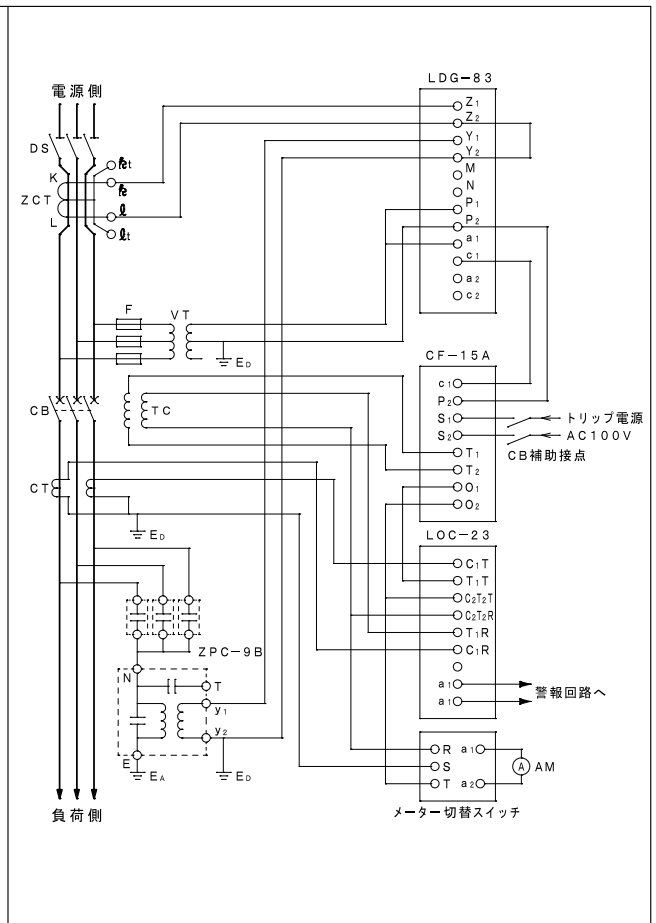 電源側
DS
K
ZCT
L
kt
k
l
lt
F
VT
ED
CB
TC
CT
ED
ZPC-9B
N
T
y1
y2
E
EA
ED
負荷側
LDG-83
Z1
Z2
Y1
Y2
M
N
P1
P2
a1
c1
a2
c2
CF-15A
c1
P2
S1
トリップ電源
S2
AC100V
CB補助接点
T1
T2
O1
O2
LOC-23
C1T
T1T
C2T2T
C2T2R
T1R
C1R
a1
警報回路へ
a1
R a1
S
A AM
T a2
メーター切替スイッチ